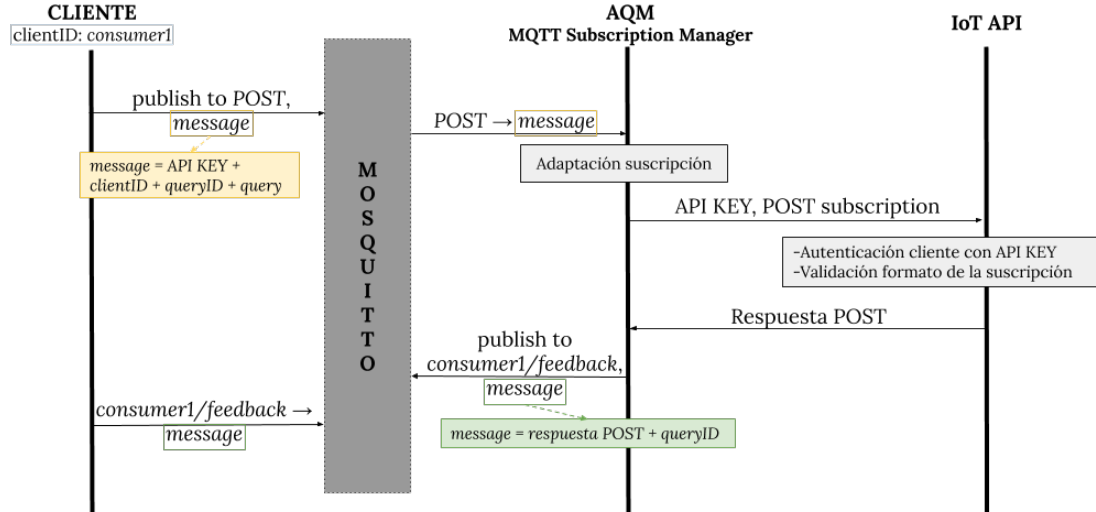 CLIENTE
clientID: consumer1
AQM
MQTT Subscription Manager
IoT API
publish to POST,
message
message = API KEY +
clientID + queryID + query
MOSQUITTO
POST → message
Adaptación suscripción
API KEY, POST subscription
-Autenticación cliente con API KEY
-Validación formato de la suscripción
Respuesta POST
publish to
consumer1/feedback,
message
message = respuesta POST + queryID
consumer1/feedback →
message